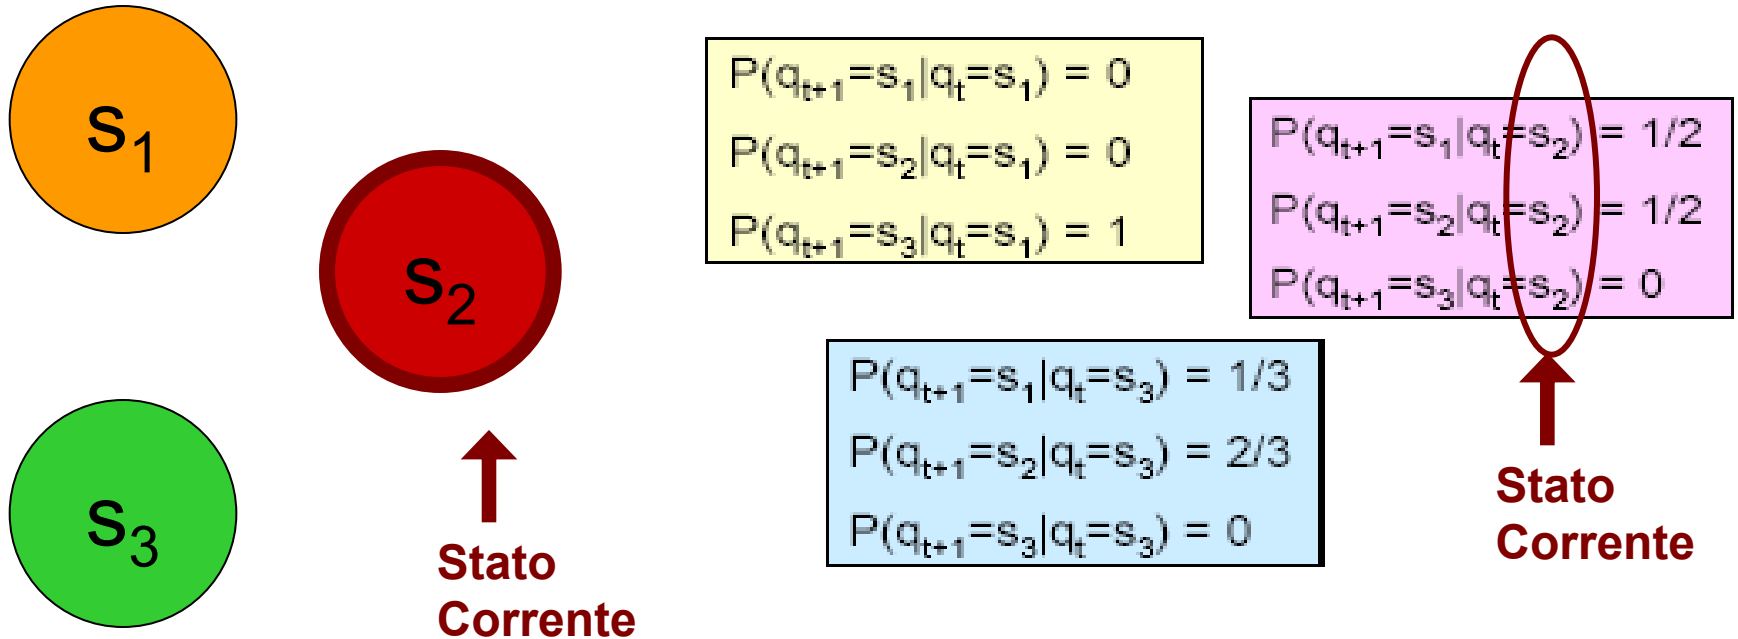 s1
s2
s3
Stato
Corrente
P(qt+1=s1|qt=s1) = 0
P(qt+1=s2|qt=s1) = 0
P(qt+1=s3|qt=s1) = 1
P(qt+1=s1|qt=s2) = 1/2
P(qt+1=s2|qt=s2) = 1/2
P(qt+1=s3|qt=s2) = 0
P(qt+1=s1|qt=s3) = 1/3
P(qt+1=s2|qt=s3) = 2/3
P(qt+1=s3|qt=s3) = 0
Stato
Corrente